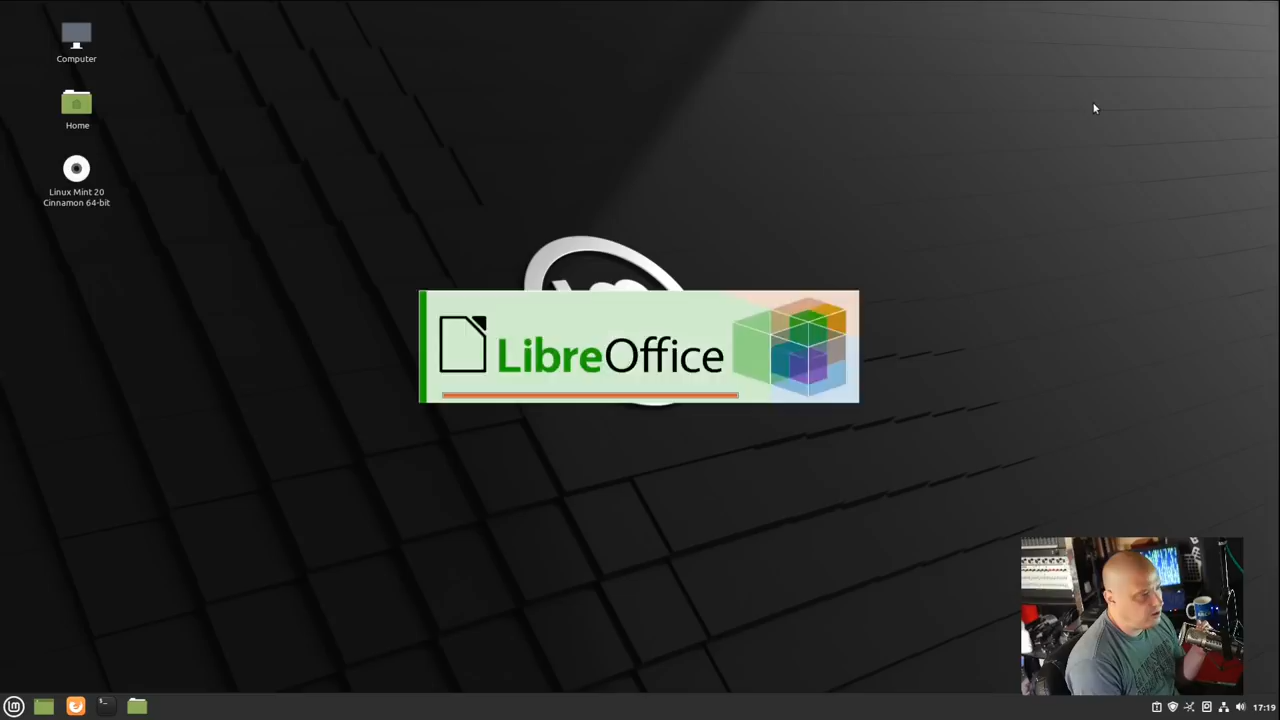 Computer
Home
Linux Mint 20
Cinnamon 64-bit
LibreOffice
17:19